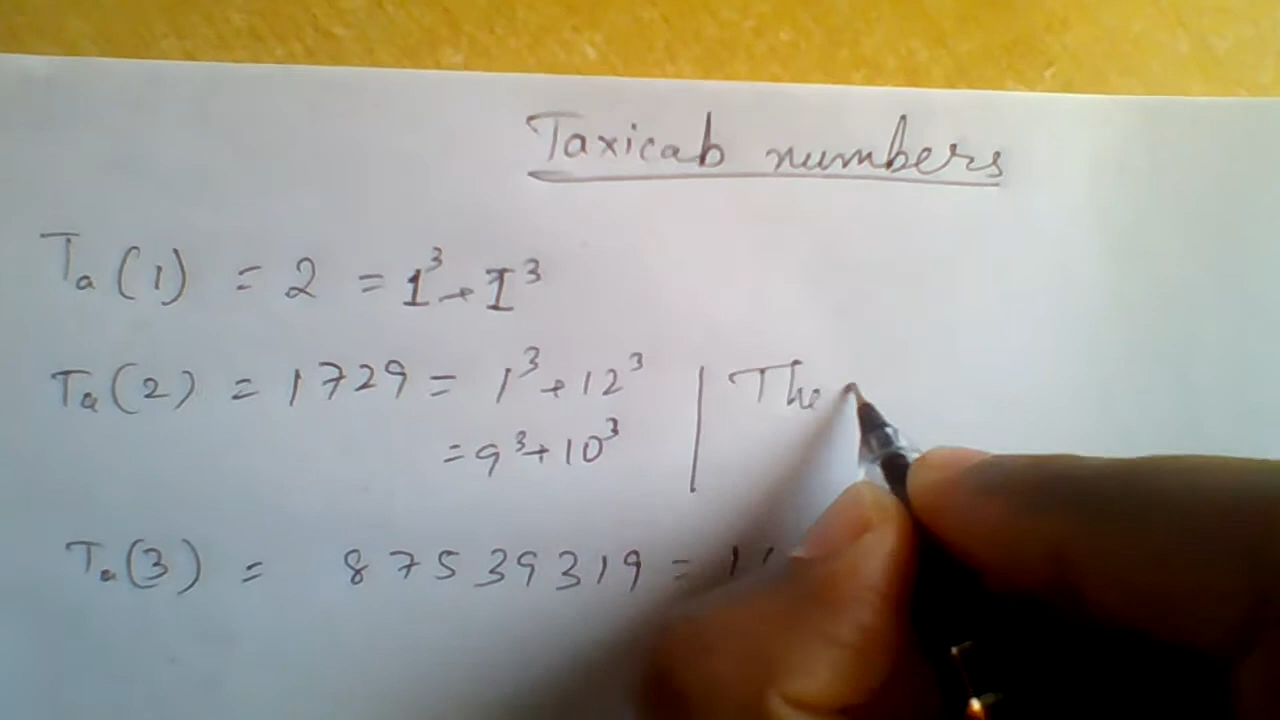 Taxicab numbers
Ta(1) = 2 = 1³+1³
Ta(2) = 1729 = 1³+12³ | The
= 9³+10³
Ta(3) = 87539319 =